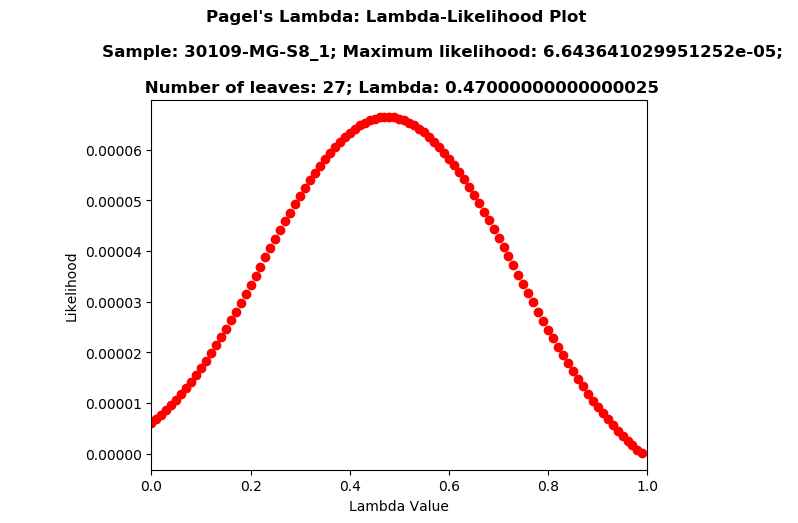 Pagel's Lambda: Lambda-Likelihood Plot
Sample: 30109-MG-S8_1; Maximum likelihood: 6.643641029951252e-05;
Number of leaves: 27; Lambda: 0.47000000000000025
0.00006
0.00005
0.00004
0.00003
0.00002
0.00001
0.00000
Likelihood
0.0 0.2 0.4 0.6 0.8 1.0
Lambda Value